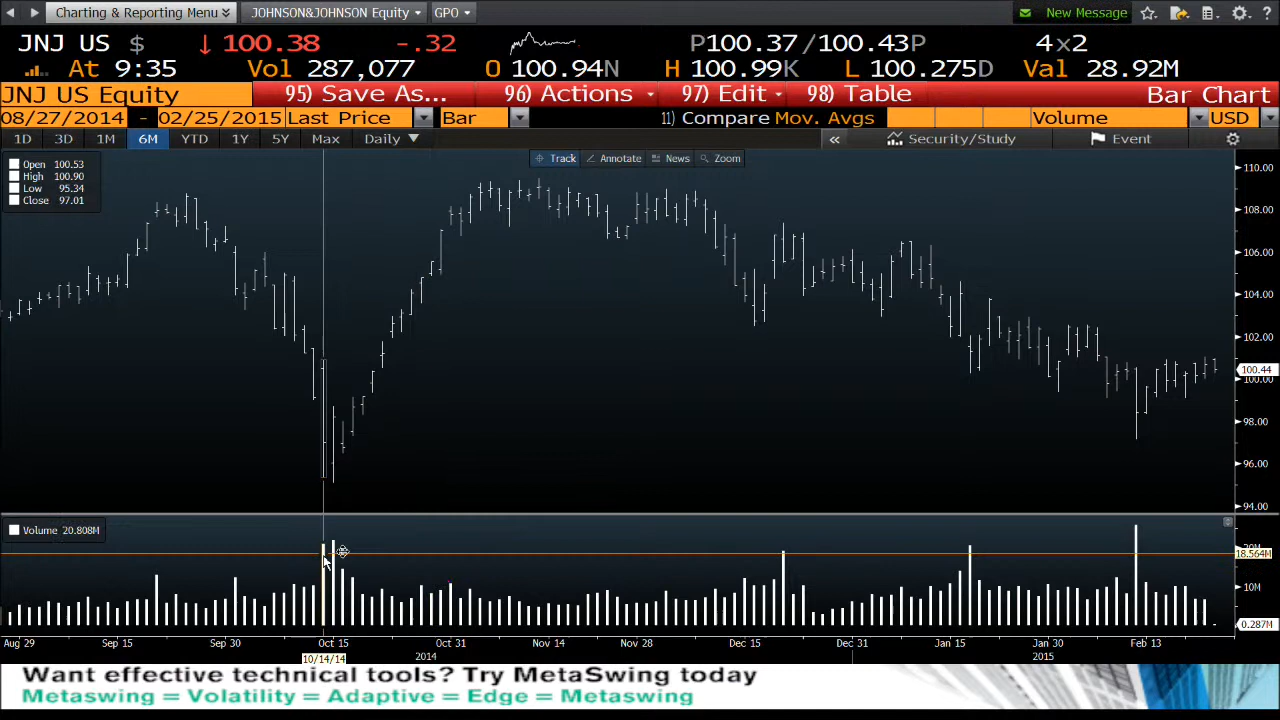 Charting & Reporting Menu JOHNSON&JOHNSON Equity GPO New Message ?
JNJ US $ ↓ 100.38 -.32 P100.37/100.43P 4x2
At 9:35 Vol 287,077 O 100.94N H 100.99K L 100.275D Val 28.92M
JNJ US Equity 95) Save As... 96) Actions 97) Edit 98) Table Bar Chart
08/27/2014 - 02/25/2015 Last Price Bar 11) Compare Mov. Avgs Volume USD
1D 3D 1M 6M YTD 1Y 5Y Max Daily « Security/Study Event
Track Annotate News Zoom
Open 100.53
High 100.90
Low 95.34
Close 97.01
110.00
108.00
106.00
104.00
102.00
100.44
100.00
98.00
96.00
94.00
Volume 20.808M
18.564M
10M
0.287M
Aug 29 Sep 15 Sep 30 Oct 15 Oct 31 Nov 14 Nov 28 Dec 15 Dec 31 Jan 15 Jan 30 Feb 13
10/14/14 2014 2015
Want effective technical tools? Try MetaSwing today
Metaswing = Volatility = Adaptive = Edge = Metaswing